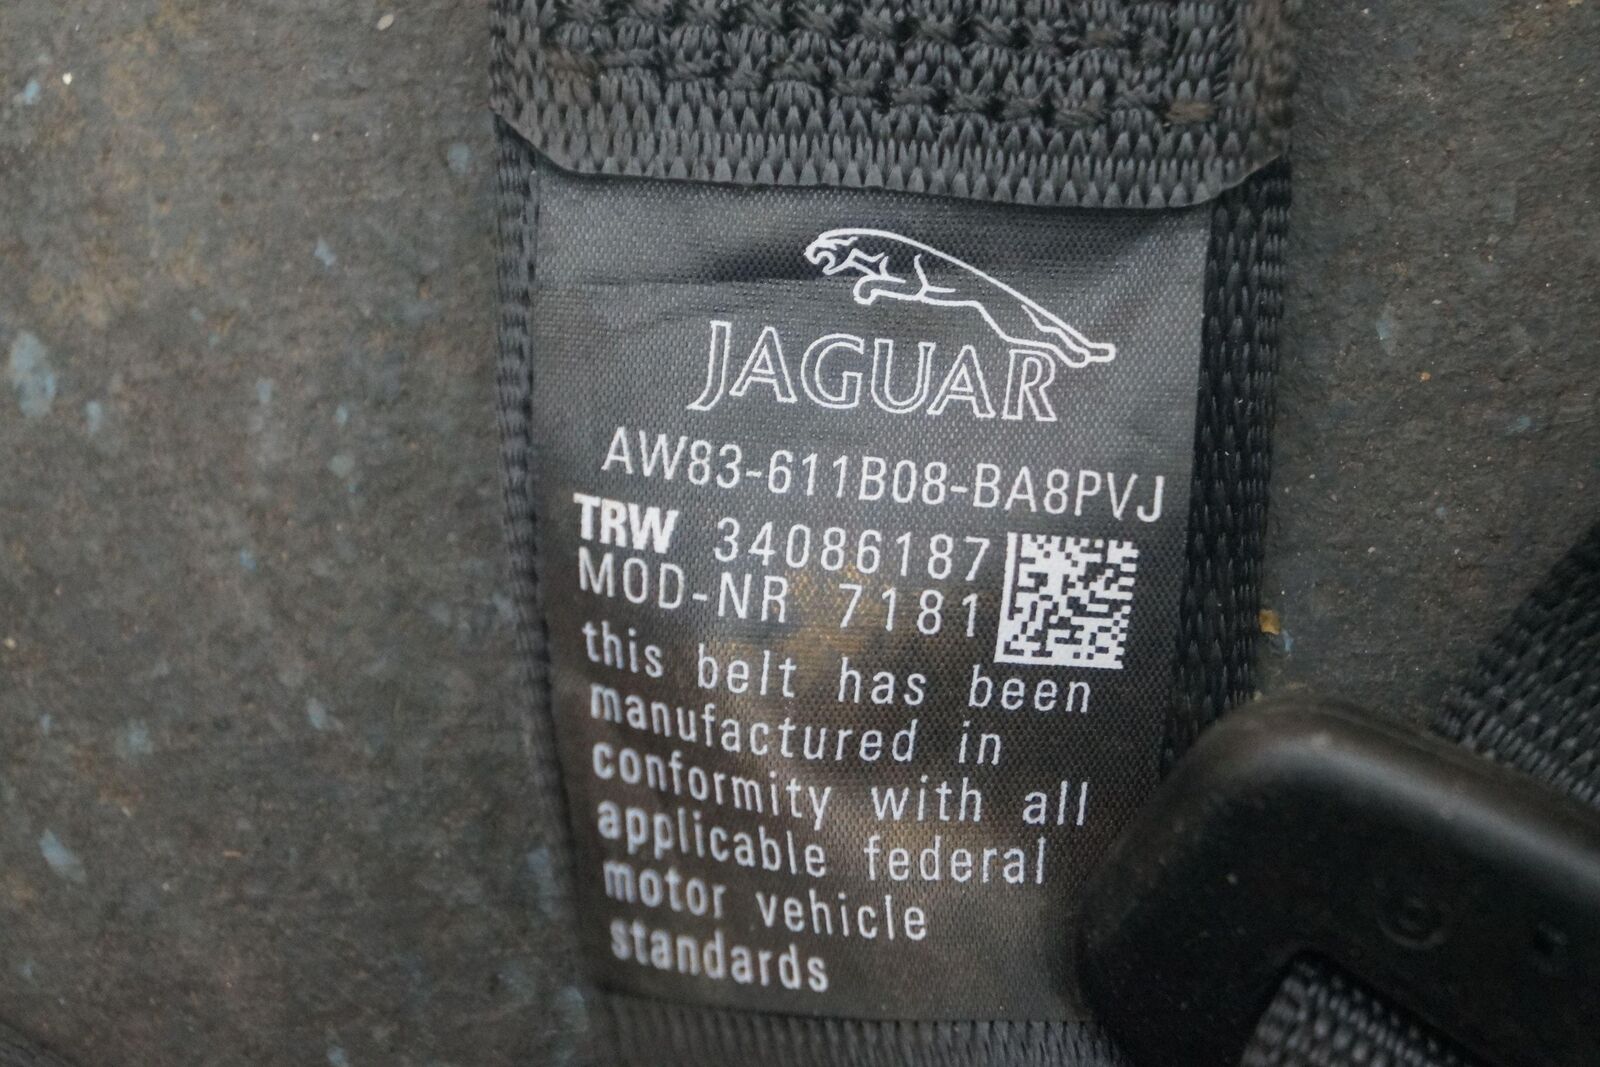 JAGUAR
AW83-611B08-BA8PVJ
TRW 34086187
MOD-NR 7181
this belt has been
manufactured in
conformity with all
applicable federal
motor vehicle
standards